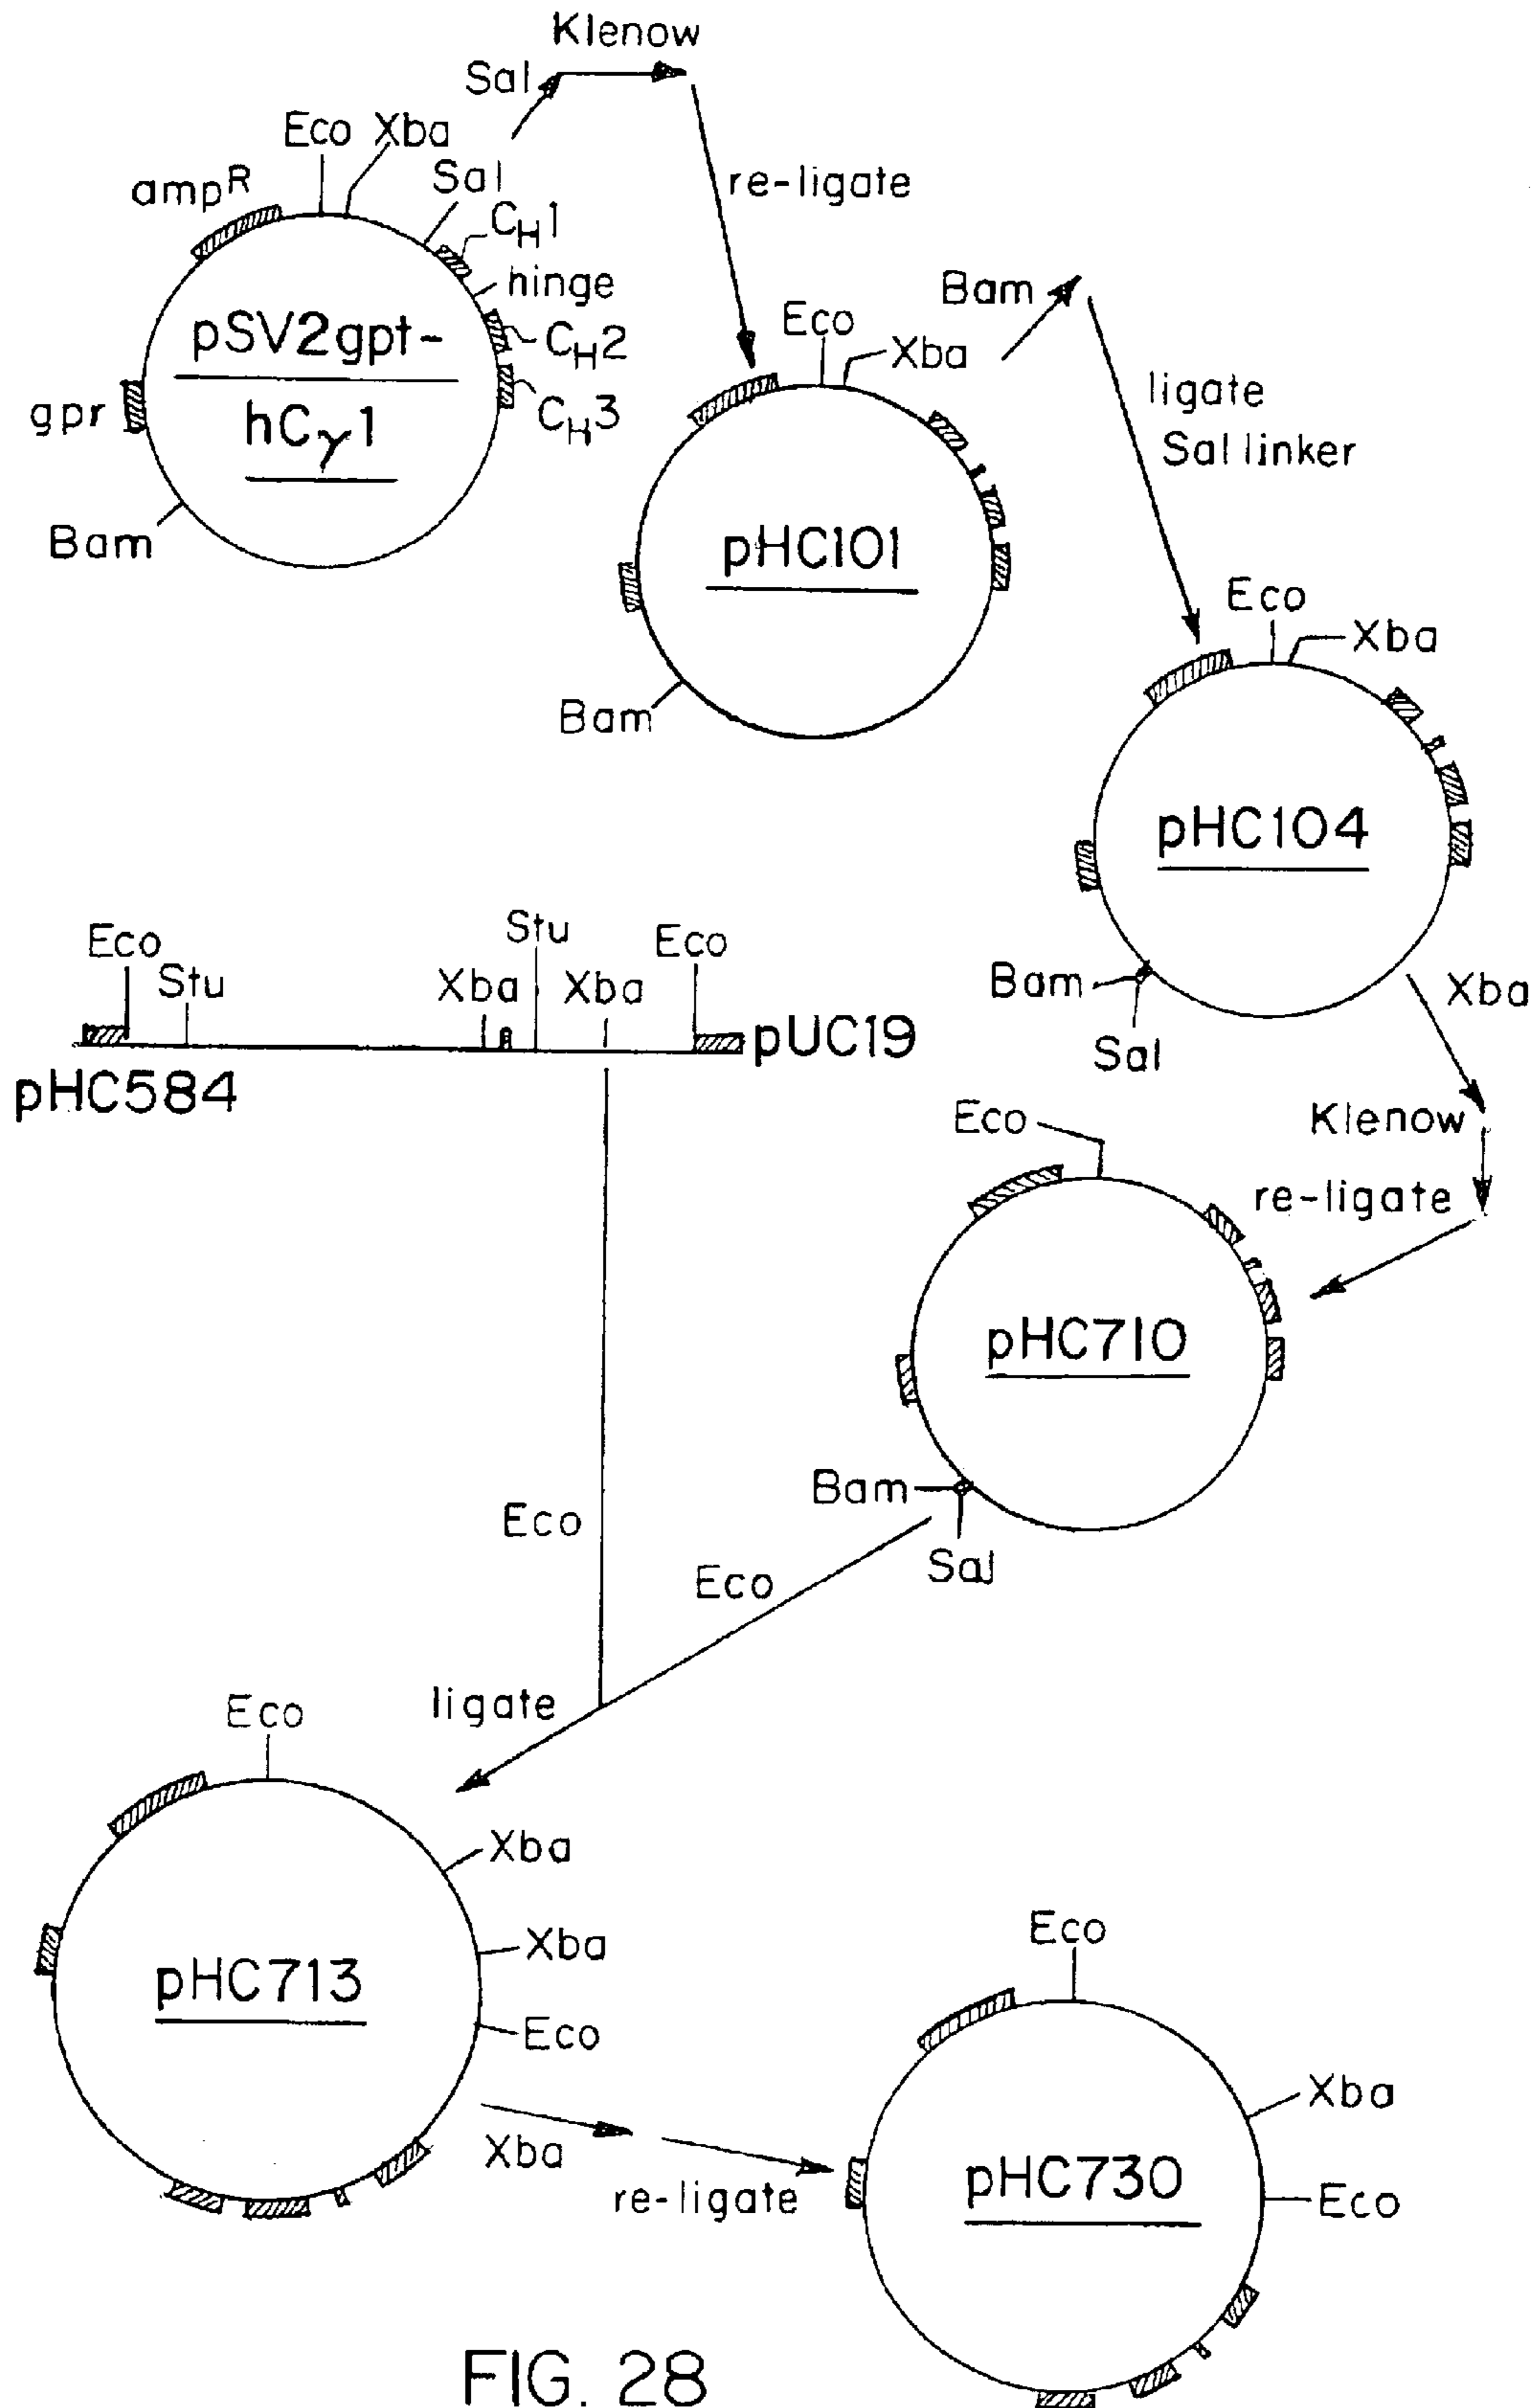 Klenow
Sal
re-ligate
Eco
Xba
Sal
ampR
CH1
hinge
CH2
CH3
pSV2gpt-
hCγ1
gpr
Bam
Bam
ligate
Sal linker
Eco
Xba
pHC101
Bam
Eco
Xba
pHC104
Bam
Sal
Xba
Klenow
re-ligate
Eco
Stu
Xba
Stu
Xba
Eco
pUC19
pHC584
Eco
pHC710
Bam
Sal
Eco
Eco
ligate
Eco
Xba
Xba
Eco
pHC713
Xba
re-ligate
Eco
Xba
Eco
pHC730
FIG. 28